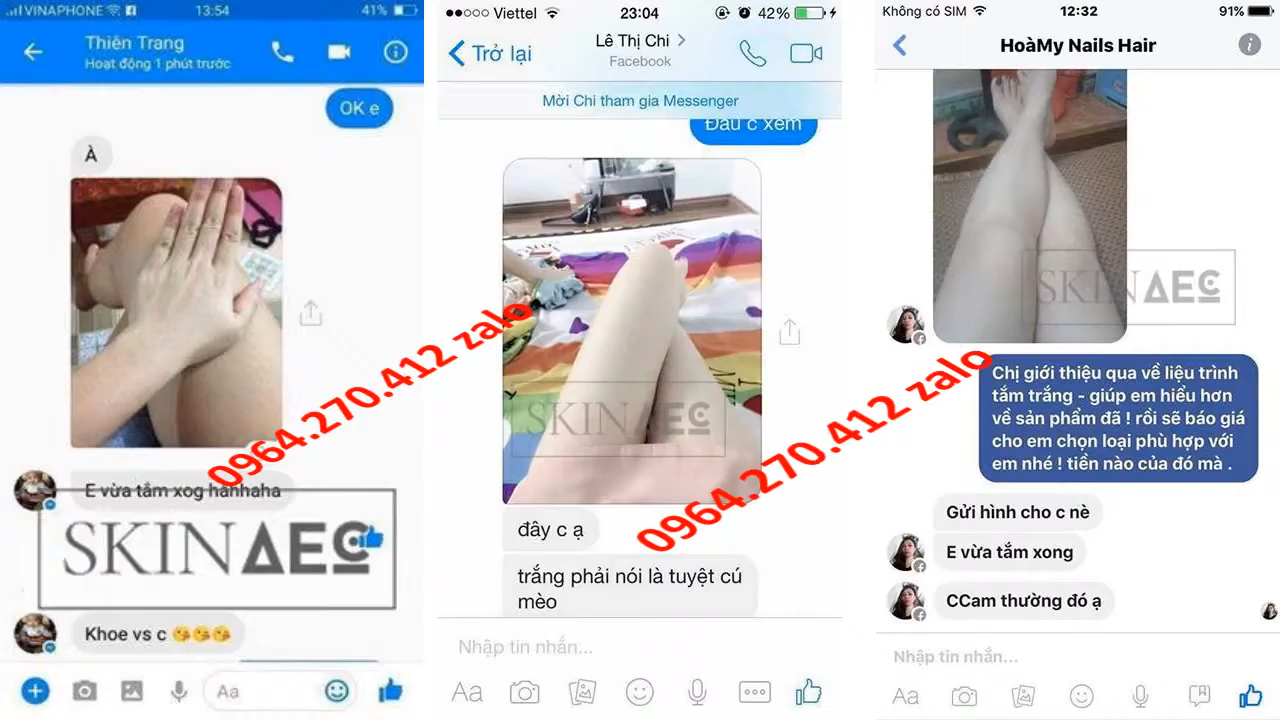 VINAPHONE
13:54
41%
Thiên Trang
Hoạt động 1 phút trước
OK e
À
E vừa tắm xog hanhaha
SKINAEC
Khoe vs c 😘😘😘
Aa
Viettel
23:04
42%
Trở lại
Lê Thị Chi
Facebook
Mời Chi tham gia Messenger
Đâu c xem
SKINAEC
đây c ạ
trắng phải nói là tuyệt cú
mèo
Nhập tin nhắn...
Aa
Không có SIM
12:32
91%
HoàMy Nails Hair
SKINAEC
Chị giới thiệu qua về liệu trình
tắm trắng - giúp em hiểu hơn
về sản phẩm đã ! rồi sẽ báo giá
cho em chọn loại phù hợp với
em nhé ! tiền nào của đó mà .
Gửi hình cho c nè
E vừa tắm xong
CCam thường đó ạ
Nhập tin nhắn...
Aa
0964.270.412 zalo
0964.270.412 zalo